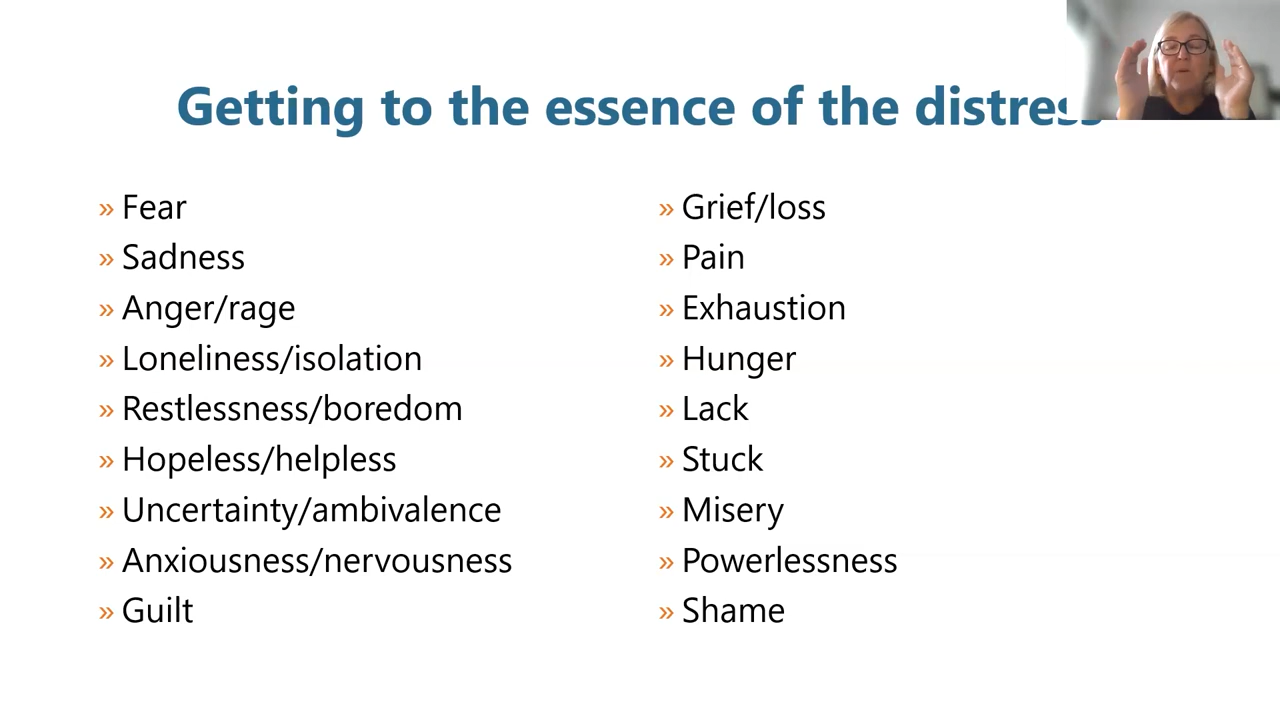 Getting to the essence of the distress
» Fear
» Sadness
» Anger/rage
» Loneliness/isolation
» Restlessness/boredom
» Hopeless/helpless
» Uncertainty/ambivalence
» Anxiousness/nervousness
» Guilt
» Grief/loss
» Pain
» Exhaustion
» Hunger
» Lack
» Stuck
» Misery
» Powerlessness
» Shame